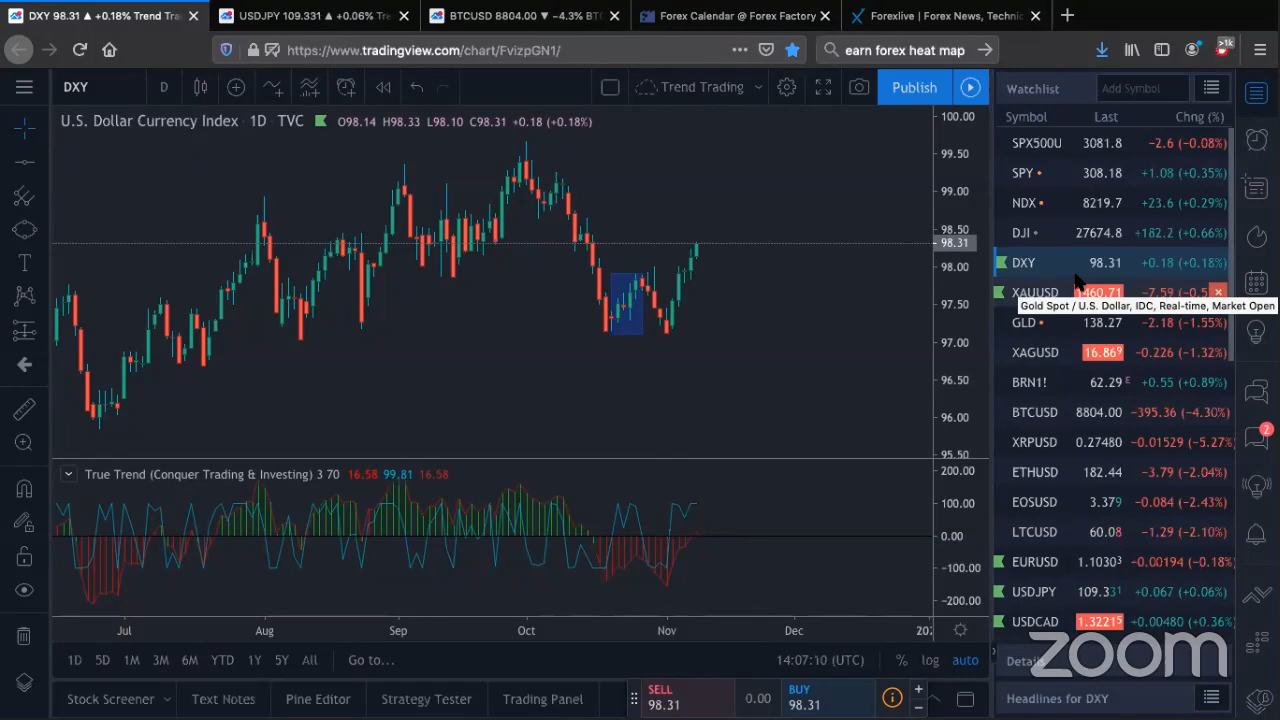 DXY 98.31 ▲ +0.18% Trend Tra
USDJPY 109.331 ▲ +0.06% Tren
BTCUSD 8804.00 ▼ −4.3% BT
Forex Calendar @ Forex Factory
Forexlive | Forex News, Technic
https://www.tradingview.com/chart/FvizpGN1/
earn forex heat map
>1k
DXY
D
Trend Trading
Publish
Watchlist
Add Symbol
U.S. Dollar Currency Index · 1D · TVC
O98.14 H98.33 L98.10 C98.31 +0.18 (+0.18%)
Symbol Last Chng (%)
SPX500U 3081.8 −2.6 (−0.08%)
SPY 308.18 +1.08 (+0.35%)
NDX 8219.7 +23.6 (+0.29%)
DJI 27674.8 +182.2 (+0.66%)
DXY 98.31 +0.18 (+0.18%)
XAUUSD 1460.71 −7.59 (−0.5
Gold Spot / U.S. Dollar, IDC, Real-time, Market Open
GLD 138.27 −2.18 (−1.55%)
XAGUSD 16.869 −0.226 (−1.32%)
BRN1! 62.29 E +0.55 (+0.89%)
BTCUSD 8804.00 −395.36 (−4.30%)
XRPUSD 0.27480 −0.01529 (−5.27%
ETHUSD 182.44 −3.79 (−2.04%)
EOSUSD 3.379 −0.084 (−2.43%)
LTCUSD 60.08 −1.29 (−2.10%)
EURUSD 1.10303 −0.00194 (−0.18%
USDJPY 109.331 +0.067 (+0.06%)
USDCAD 1.32215 +0.00480 (+0.36%)
100.00
99.50
99.00
98.50
98.31
98.00
97.50
97.00
96.50
96.00
95.50
True Trend (Conquer Trading & Investing) 3 70 16.58 99.81 16.58
200.00
100.00
0.00
−100.00
−200.00
Jul Aug Sep Oct Nov Dec 202
1D 5D 1M 3M 6M YTD 1Y 5Y All Go to...
14:07:10 (UTC) % log auto
Stock Screener Text Notes Pine Editor Strategy Tester Trading Panel
SELL
98.31
0.00
BUY
98.31
Details
Headlines for DXY
2
zoom